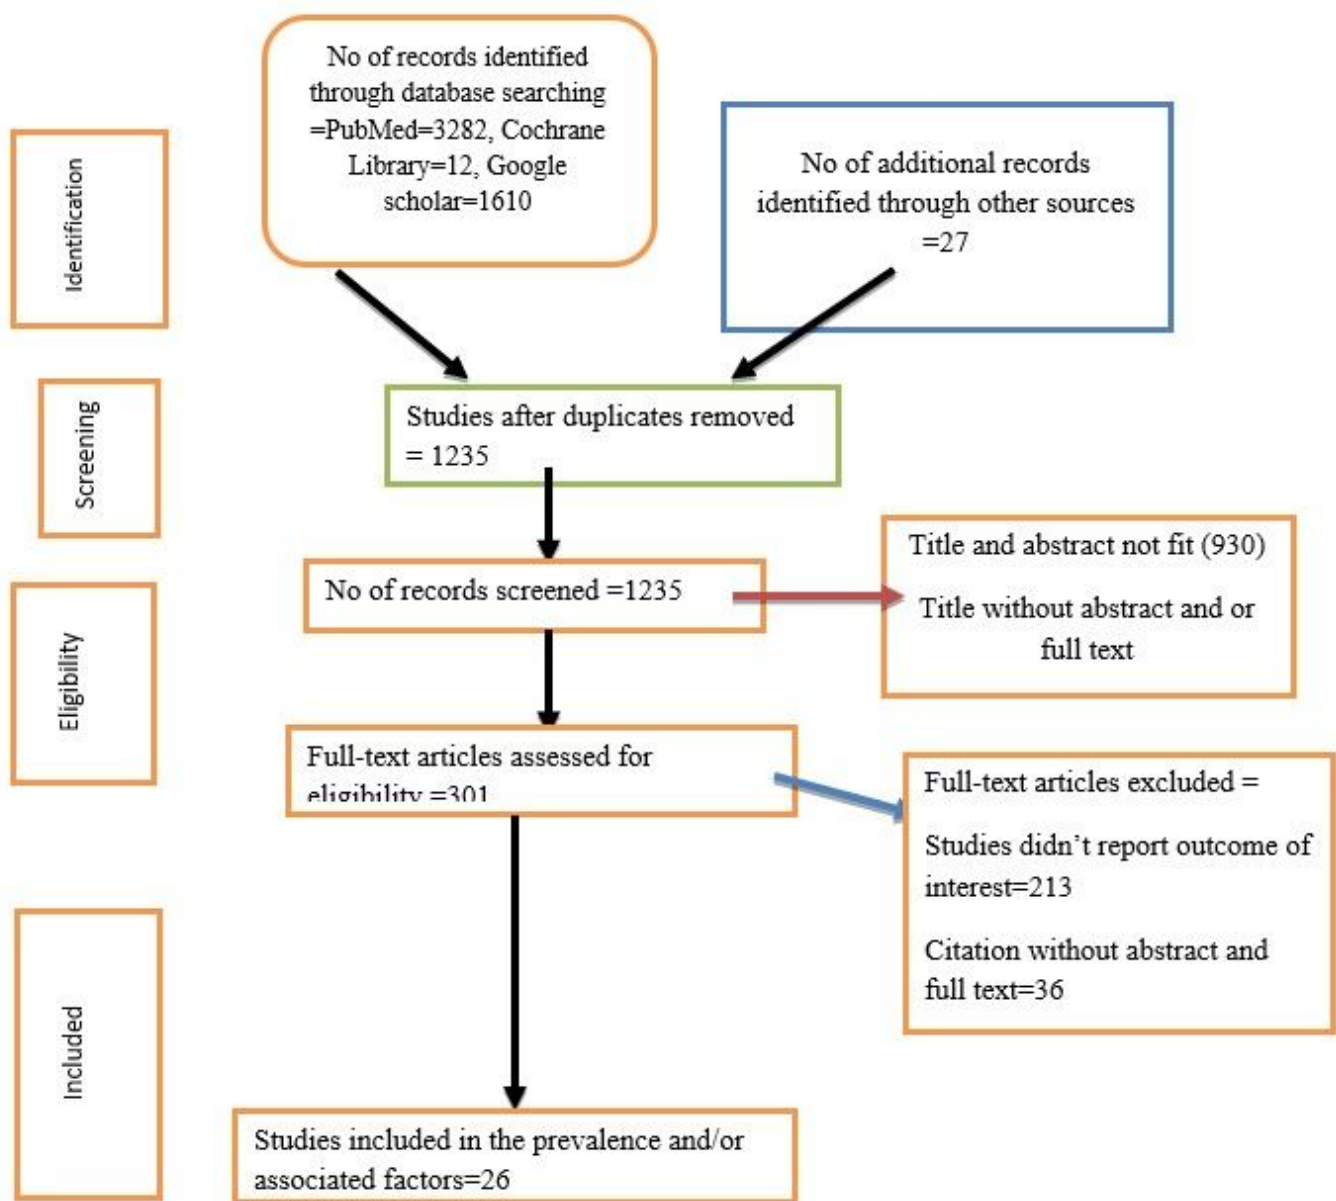 No of records identified
through database searching
=PubMed=3282, Cochrane
Library=12, Google
scholar=1610
No of additional records
identified through other sources
=27
Identification
Studies after duplicates removed
= 1235
Screening
No of records screened =1235
Title and abstract not fit (930)
Title without abstract and or
full text
Eligibility
Full-text articles assessed for
eligibility =301
Full-text articles excluded =
Studies didn’t report outcome of
interest=213
Citation without abstract and
full text=36
Included
Studies included in the prevalence and/or
associated factors=26